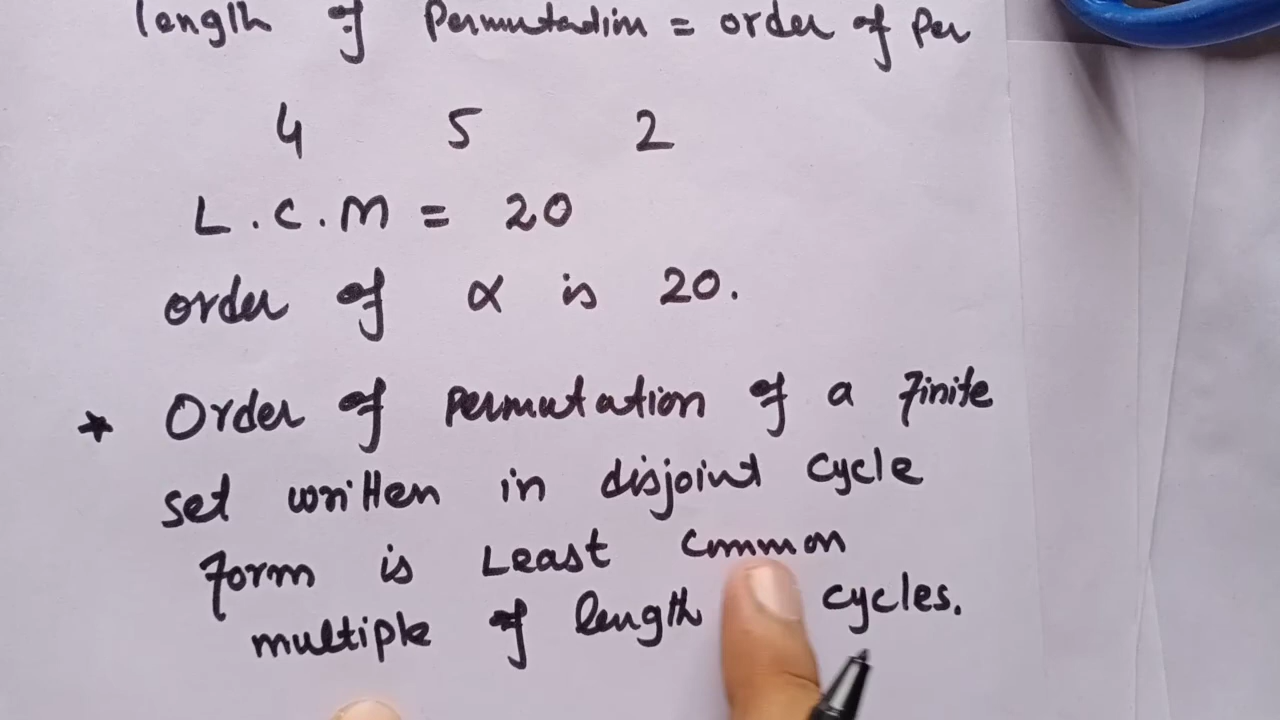 length of Permutation = order of Per
4 5 2
L.C.M = 20
order of α is 20.
* Order of permutation of a finite
set written in disjoint cycle
form is Least Common
multiple of length cycles.